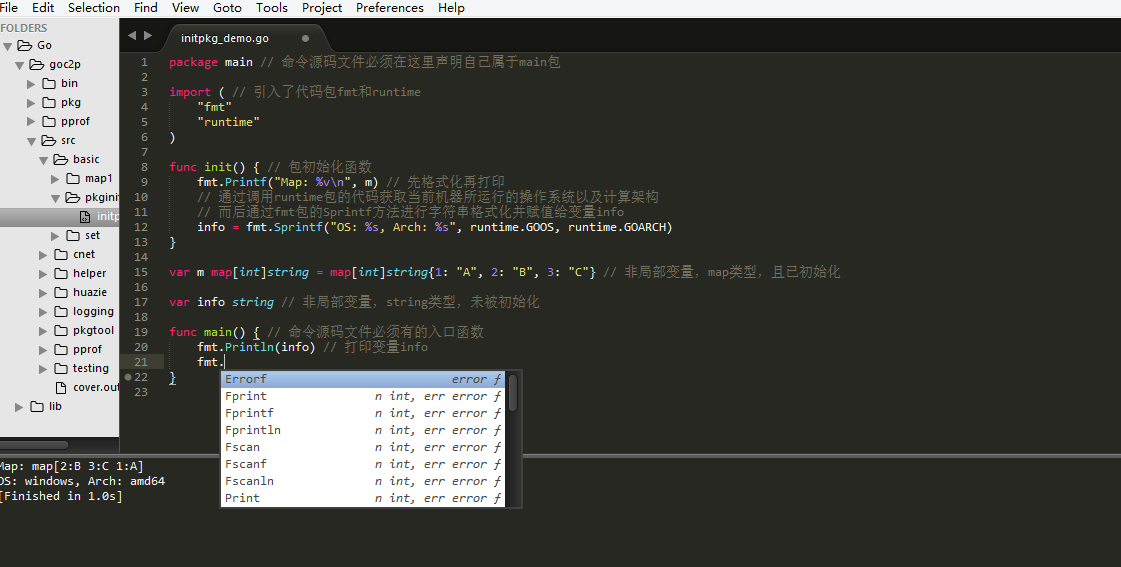 File Edit Selection Find View Goto Tools Project Preferences Help
FOLDERS
Go
goc2p
bin
pkg
pprof
src
basic
map1
pkginit
initp
set
cnet
helper
huazie
logging
pkgtool
pprof
testing
cover.out
lib
initpkg_demo.go
1 package main // 命令源码文件必须在这里声明自己属于main包
2
3 import ( // 引入了代码包fmt和runtime
4 "fmt"
5 "runtime"
6 )
7
8 func init() { // 包初始化函数
9 fmt.Printf("Map: %v\n", m) // 先格式化再打印
10 // 通过调用runtime包的代码获取当前机器所运行的操作系统以及计算架构
11 // 而后通过fmt包的Sprintf方法进行字符串格式化并赋值给变量info
12 info = fmt.Sprintf("OS: %s, Arch: %s", runtime.GOOS, runtime.GOARCH)
13 }
14
15 var m map[int]string = map[int]string{1: "A", 2: "B", 3: "C"} // 非局部变量，map类型，且已初始化
16
17 var info string // 非局部变量，string类型，未被初始化
18
19 func main() { // 命令源码文件必须有的入口函数
20 fmt.Println(info) // 打印变量info
21 fmt.
22 }
23
Errorf error ƒ
Fprint n int, err error ƒ
Fprintf n int, err error ƒ
Fprintln n int, err error ƒ
Fscan n int, err error ƒ
Fscanf n int, err error ƒ
Fscanln n int, err error ƒ
Print n int, err error ƒ
Map: map[2:B 3:C 1:A]
OS: windows, Arch: amd64
[Finished in 1.0s]